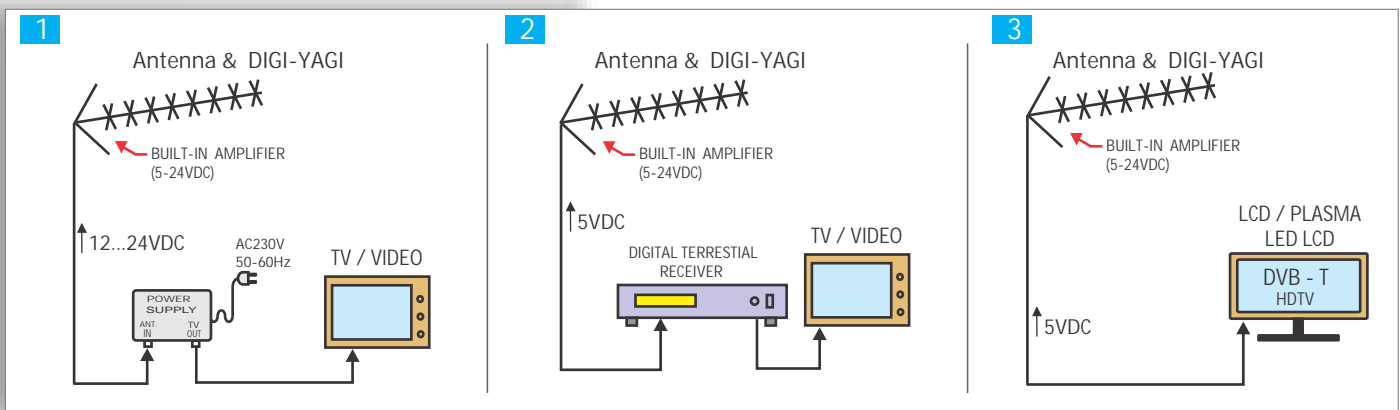 1
Antenna & DIGI-YAGI
BUILT-IN AMPLIFIER
(5-24VDC)
12...24VDC
AC230V
50-60Hz
TV / VIDEO
POWER
SUPPLY
ANT.
IN
TV
OUT
2
Antenna & DIGI-YAGI
BUILT-IN AMPLIFIER
(5-24VDC)
5VDC
DIGITAL TERRESTIAL
RECEIVER
TV / VIDEO
3
Antenna & DIGI-YAGI
BUILT-IN AMPLIFIER
(5-24VDC)
5VDC
LCD / PLASMA
LED LCD
DVB - T
HDTV